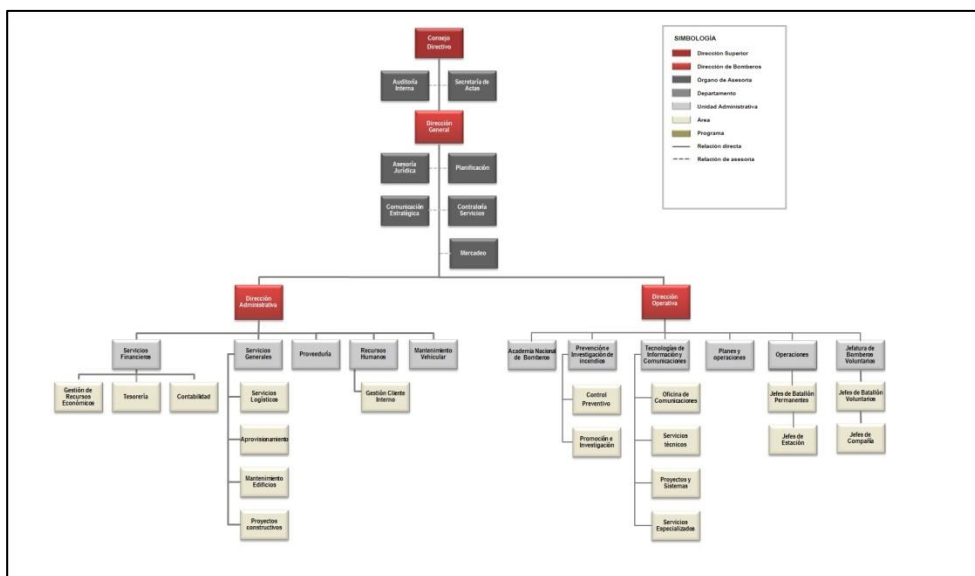 Consejo
Directivo
Auditoría
Interna
Secretaría de
Actas
Dirección
General
Asesoría
Jurídica
Planificación
Comunicación
Estratégica
Contraloría
Servicios
Mercadeo
SIMBOLOGÍA
Dirección Superior
Dirección de Bomberos
Organo de Asesoria
Departamento
Unidad Administrativa
Área
Programa
Relación directa
Relación de asesoría
Dirección
Administrativa
Dirección
Operativa
Servicios
Financieros
Servicios
Generales
Proveeduría
Recursos
Humanos
Mantenimiento
Vehicular
Academia Nacional
de Bomberos
Prevención e
Investigación de
incendios
Tecnologías de
Información y
Comunicaciones
Planes y
operaciones
Operaciones
Jefatura de
Bomberos
Voluntarios
Gestión de
Recursos
Económicos
Tesorería
Contabilidad
Servicios
Logísticos
Gestión Cliente
Interno
Control
Preventivo
Oficina de
Comunicaciones
Jefes de Batallón
Permanentes
Jefes de Batallón
Voluntarios
Aprovisionamiento
Promoción e
Investigación
Servicios
técnicos
Jefes de
Estación
Jefes de
Compañía
Mantenimiento
Edificios
Proyectos y
Sistemas
Proyectos
constructivos
Servicios
Especializados